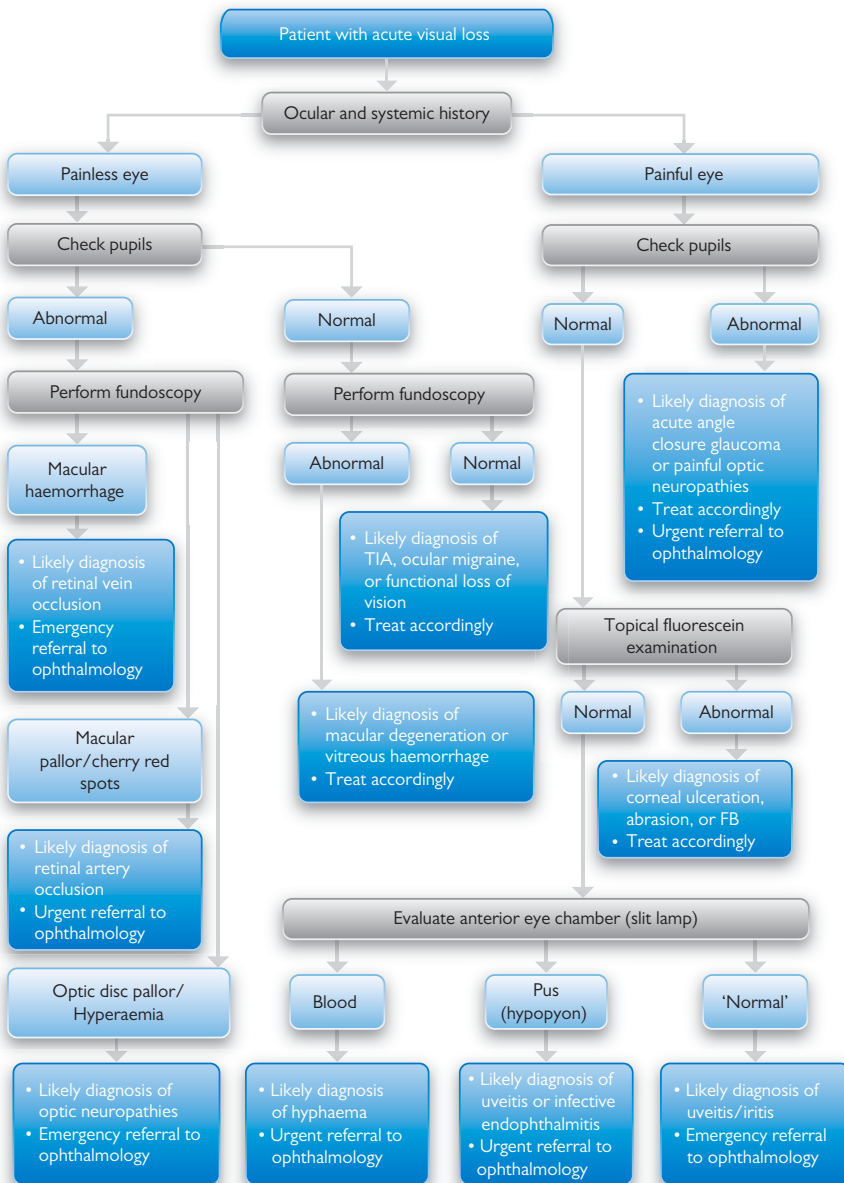 Patient with acute visual loss
Ocular and systemic history
Painless eye
Painful eye
Check pupils
Check pupils
Abnormal
Normal
Normal
Abnormal
Perform fundoscopy
Perform fundoscopy
• Likely diagnosis of
acute angle
closure glaucoma
or painful optic
neuropathies
• Treat accordingly
• Urgent referral to
ophthalmology
Macular
haemorrhage
Abnormal
Normal
• Likely diagnosis
of retinal vein
occlusion
• Emergency
referral to
ophthalmology
• Likely diagnosis of
TIA, ocular migraine,
or functional loss of
vision
• Treat accordingly
Topical fluorescein
examination
Normal
Abnormal
Macular
pallor/cherry red
spots
• Likely diagnosis of
macular degeneration or
vitreous haemorrhage
• Treat accordingly
• Likely diagnosis of
corneal ulceration,
abrasion, or FB
• Treat accordingly
• Likely diagnosis of
retinal artery
occlusion
• Urgent referral to
ophthalmology
Evaluate anterior eye chamber (slit lamp)
Optic disc pallor/
Hyperaemia
Blood
Pus
(hypopyon)
‘Normal’
• Likely diagnosis of
optic neuropathies
• Emergency referral to
ophthalmology
• Likely diagnosis
of hyphaema
• Urgent referral to
ophthalmology
• Likely diagnosis of
uveitis or infective
endophthalmitis
• Urgent referral to
ophthalmology
• Likely diagnosis of
uveitis/iritis
• Emergency referral
to ophthalmology